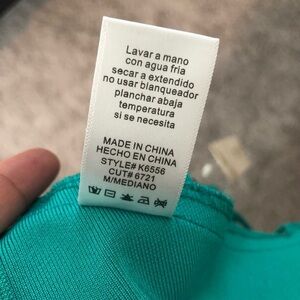 Lavar a mano
con agua fria
secar a extendido
no usar blanqueador
planchar abaja
temperatura
si se necesita
MADE IN CHINA
HECHO EN CHINA
STYLE# K6556
CUT# 6721
M/MEDIANO